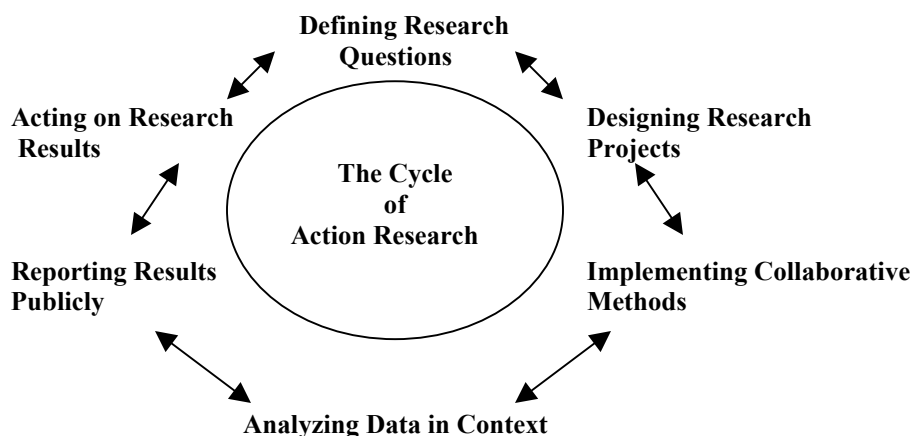 Defining Research
Questions
Designing Research
Projects
Implementing Collaborative
Methods
Analyzing Data in Context
Reporting Results
Publicly
Acting on Research
Results
The Cycle
of
Action Research